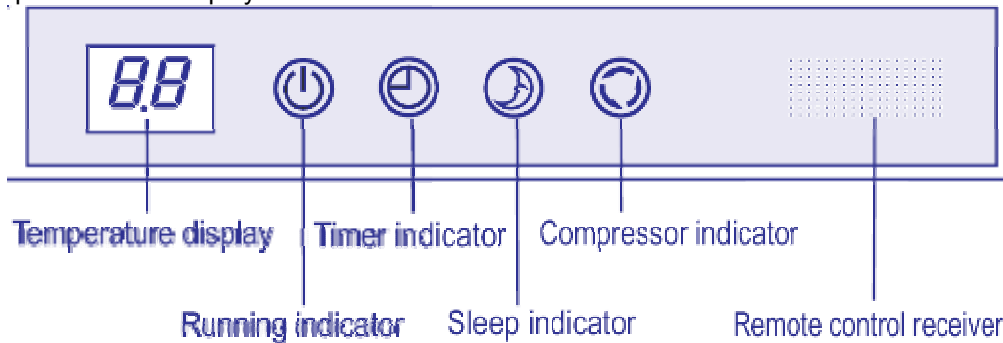 8.8
Temperature display
Timer indicator
Compressor indicator
Running indicator
Sleep indicator
Remote control receiver